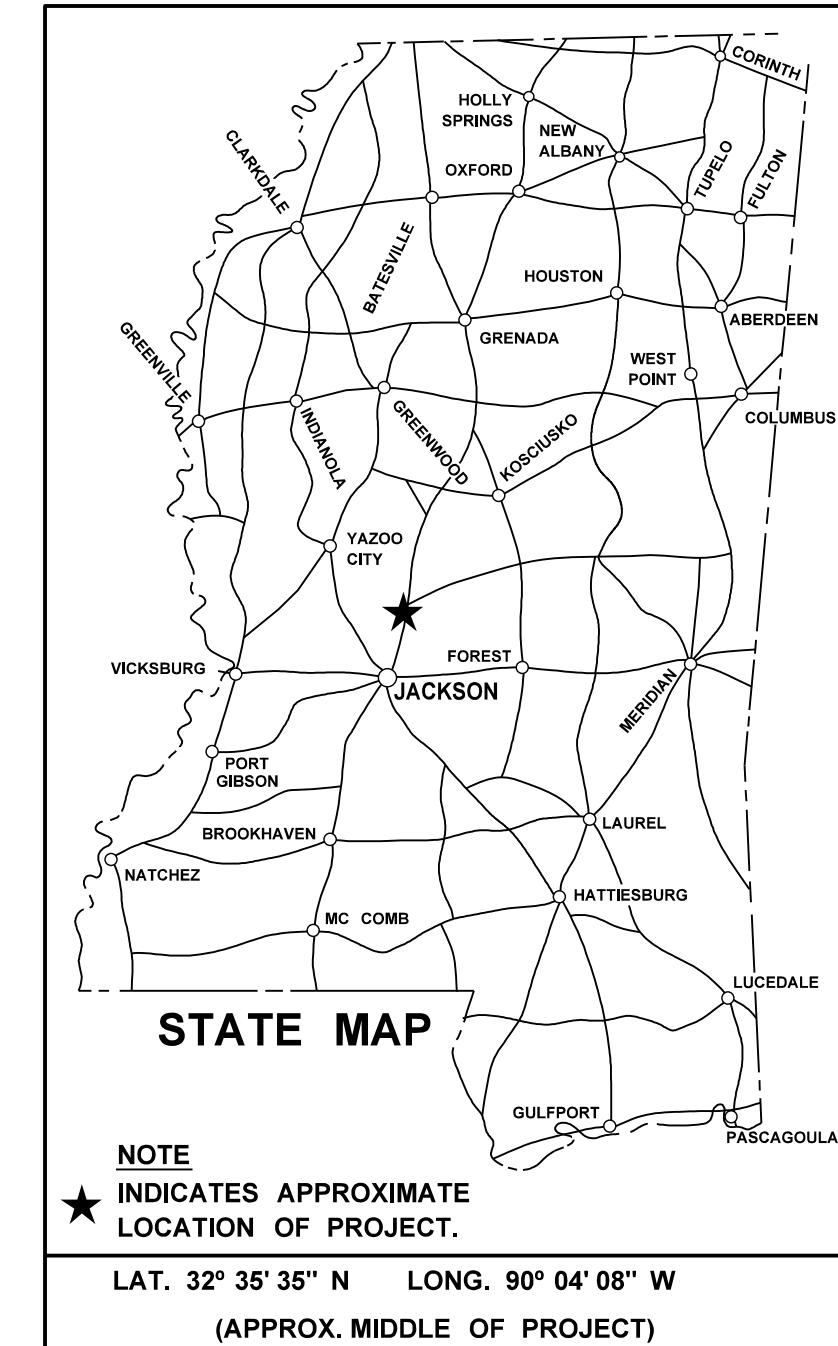 CORINTH
HOLLY
SPRINGS
NEW
ALBANY
CLARKDALE
OXFORD
TUPELO
FULTON
BATESVILLE
HOUSTON
ABERDEEN
GREENVILLE
GRENADA
WEST
POINT
COLUMBUS
INDIANOLA
GREENWOOD
KOSCIUSKO
YAZOO
CITY
VICKSBURG
FOREST
JACKSON
MERIDIAN
PORT
GIBSON
BROOKHAVEN
LAUREL
NATCHEZ
HATTIESBURG
MC COMB
LUCEDALE
STATE MAP
GULFPORT
PASCAGOULA
NOTE
INDICATES APPROXIMATE
LOCATION OF PROJECT.
LAT. 32º 35' 35" N LONG. 90º 04' 08" W
(APPROX. MIDDLE OF PROJECT)